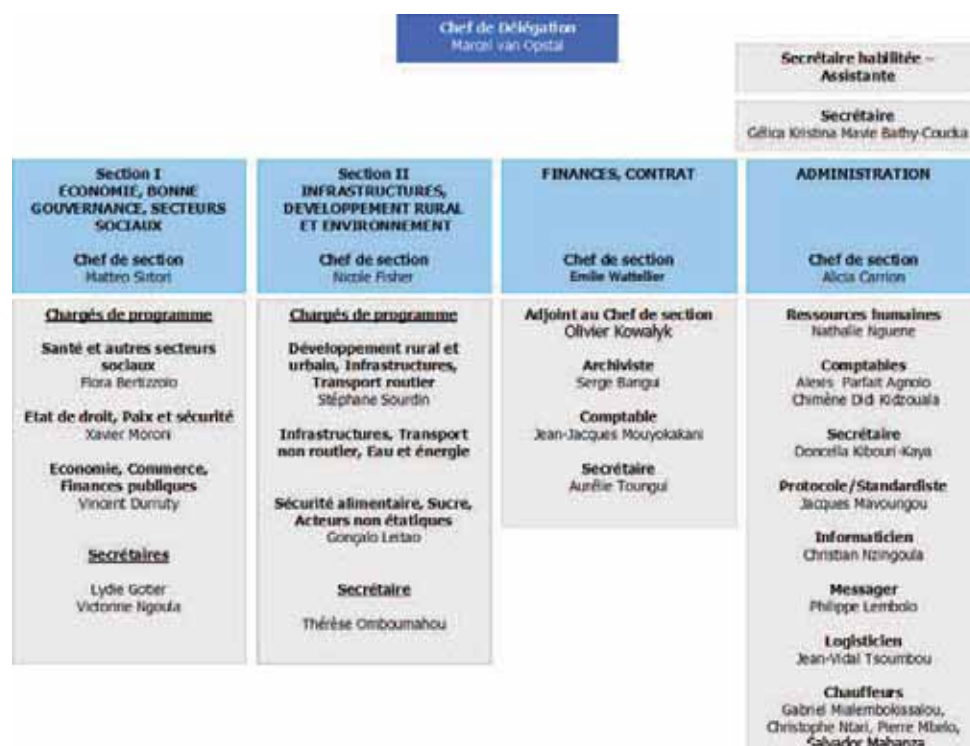 Chef de Délégation
Marcel van Opstal
Secrétaire habilitée –
Assistante
Secrétaire
Gélica Kristina Mavie Bathy-Coucka
Section I
ECONOMIE, BONNE
GOUVERNANCE, SECTEURS
SOCIAUX
Chef de section
Matteo Sirtori
Chargés de programme
Santé et autres secteurs
sociaux
Flora Bertizzolo
Etat de droit, Paix et sécurité
Xavier Moroni
Economie, Commerce,
Finances publiques
Vincent Durruty
Secrétaires
Lydie Gotier
Victorine Ngoula
Section II
INFRASTRUCTURES,
DEVELOPPEMENT RURAL
ET ENVIRONNEMENT
Chef de section
Nicole Fisher
Chargés de programme
Développement rural et
urbain, Infrastructures,
Transport routier
Stéphane Sourdin
Infrastructures, Transport
non routier, Eau et énergie
Sécurité alimentaire, Sucre,
Acteurs non étatiques
Gonçalo Leitao
Secrétaire
Thérèse Omboumahou
FINANCES, CONTRAT
Chef de section
Emilie Wattellier
Adjoint au Chef de section
Olivier Kowalyk
Archiviste
Serge Bangui
Comptable
Jean-Jacques Mouyokakani
Secrétaire
Aurélie Toungui
ADMINISTRATION
Chef de section
Alicia Carrion
Ressources humaines
Nathalie Nguene
Comptables
Alexis Parfait Agnolo
Chimène Didi Kidzouala
Secrétaire
Doncella Kibouri-Kaya
Protocole/Standardiste
Jacques Mavoungou
Informaticien
Christian Nzingoula
Messager
Philippe Lembolo
Logisticien
Jean-Vidal Tsoumbou
Chauffeurs
Gabriel Mialembokissalou,
Christophe Ntari, Pierre Mbelo,
Salvador Mabanza